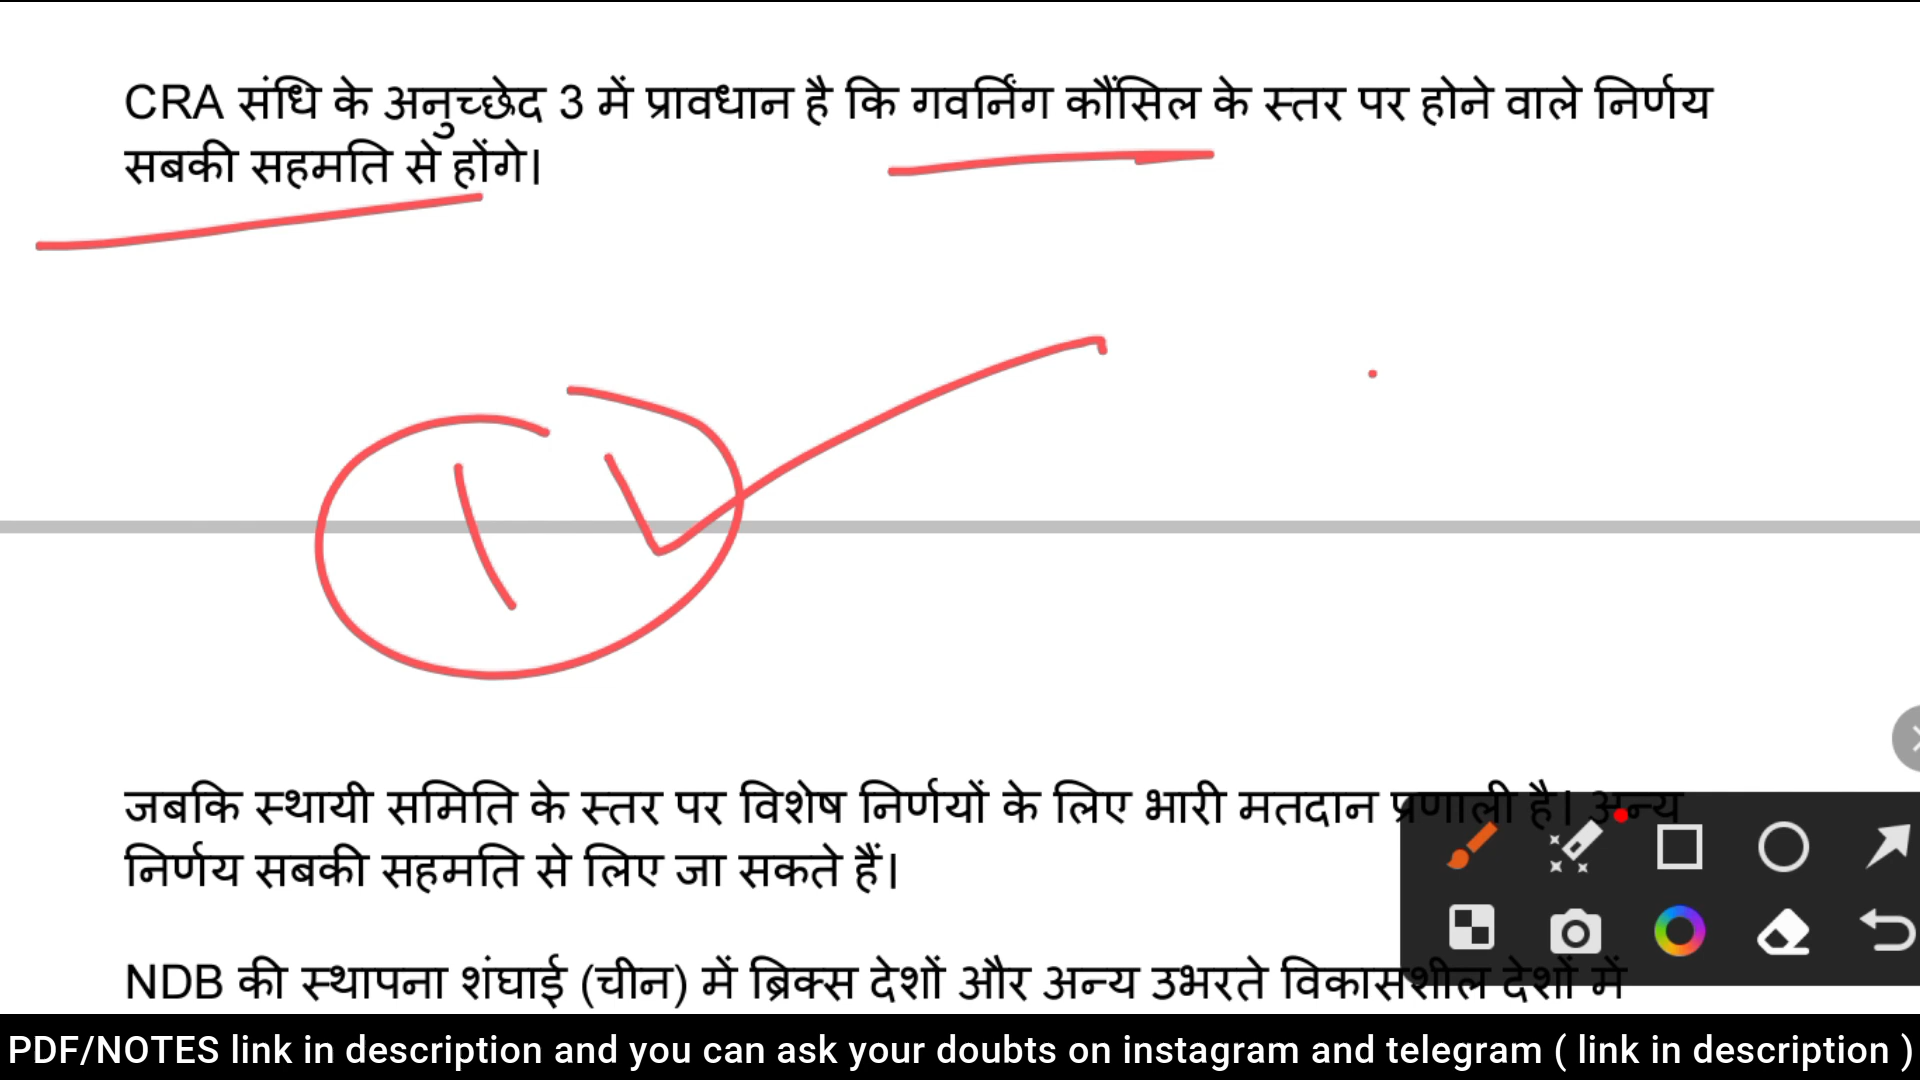 CRA संधि के अनुच्छेद 3 में प्रावधान है कि गवर्निंग कौंसिल के स्तर पर होने वाले निर्णय
सबकी सहमति से होंगे।
जबकि स्थायी समिति के स्तर पर विशेष निर्णयों के लिए भारी मतदान प्रणाली है। अन्य
निर्णय सबकी सहमति से लिए जा सकते हैं।
NDB की स्थापना शंघाई (चीन) में ब्रिक्स देशों और अन्य उभरते विकासशील देशों में
PDF/NOTES link in description and you can ask your doubts on instagram and telegram ( link in description )